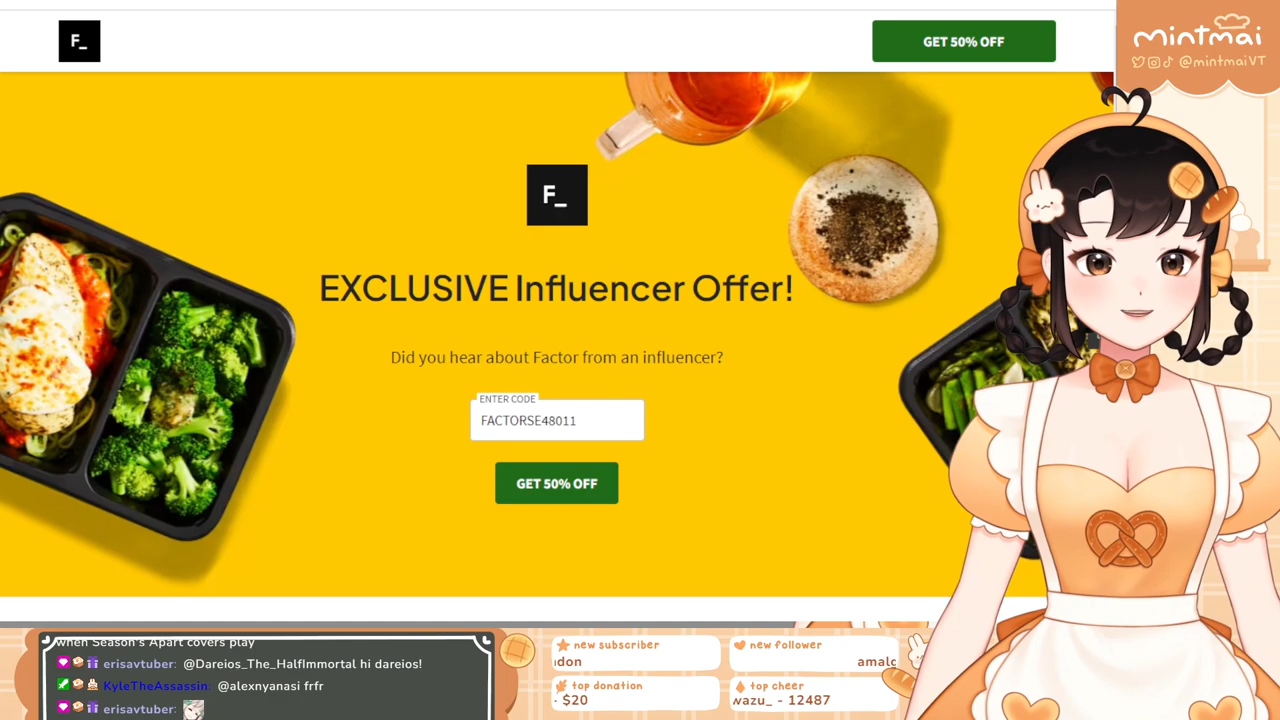 F_
GET 50% OFF
mintmai
@mintmaiVT
F_
EXCLUSIVE Influencer Offer!
Did you hear about Factor from an influencer?
ENTER CODE
FACTORSE48011
GET 50% OFF
when Season's Apart covers play
erisavtuber: @Dareios_The_HalfImmortal hi dareios!
KyleTheAssassin: @alexnyanasi frfr
erisavtuber:
new subscriber
don
new follower
amalc
top donation
- $20
top cheer
wazu_ - 12487